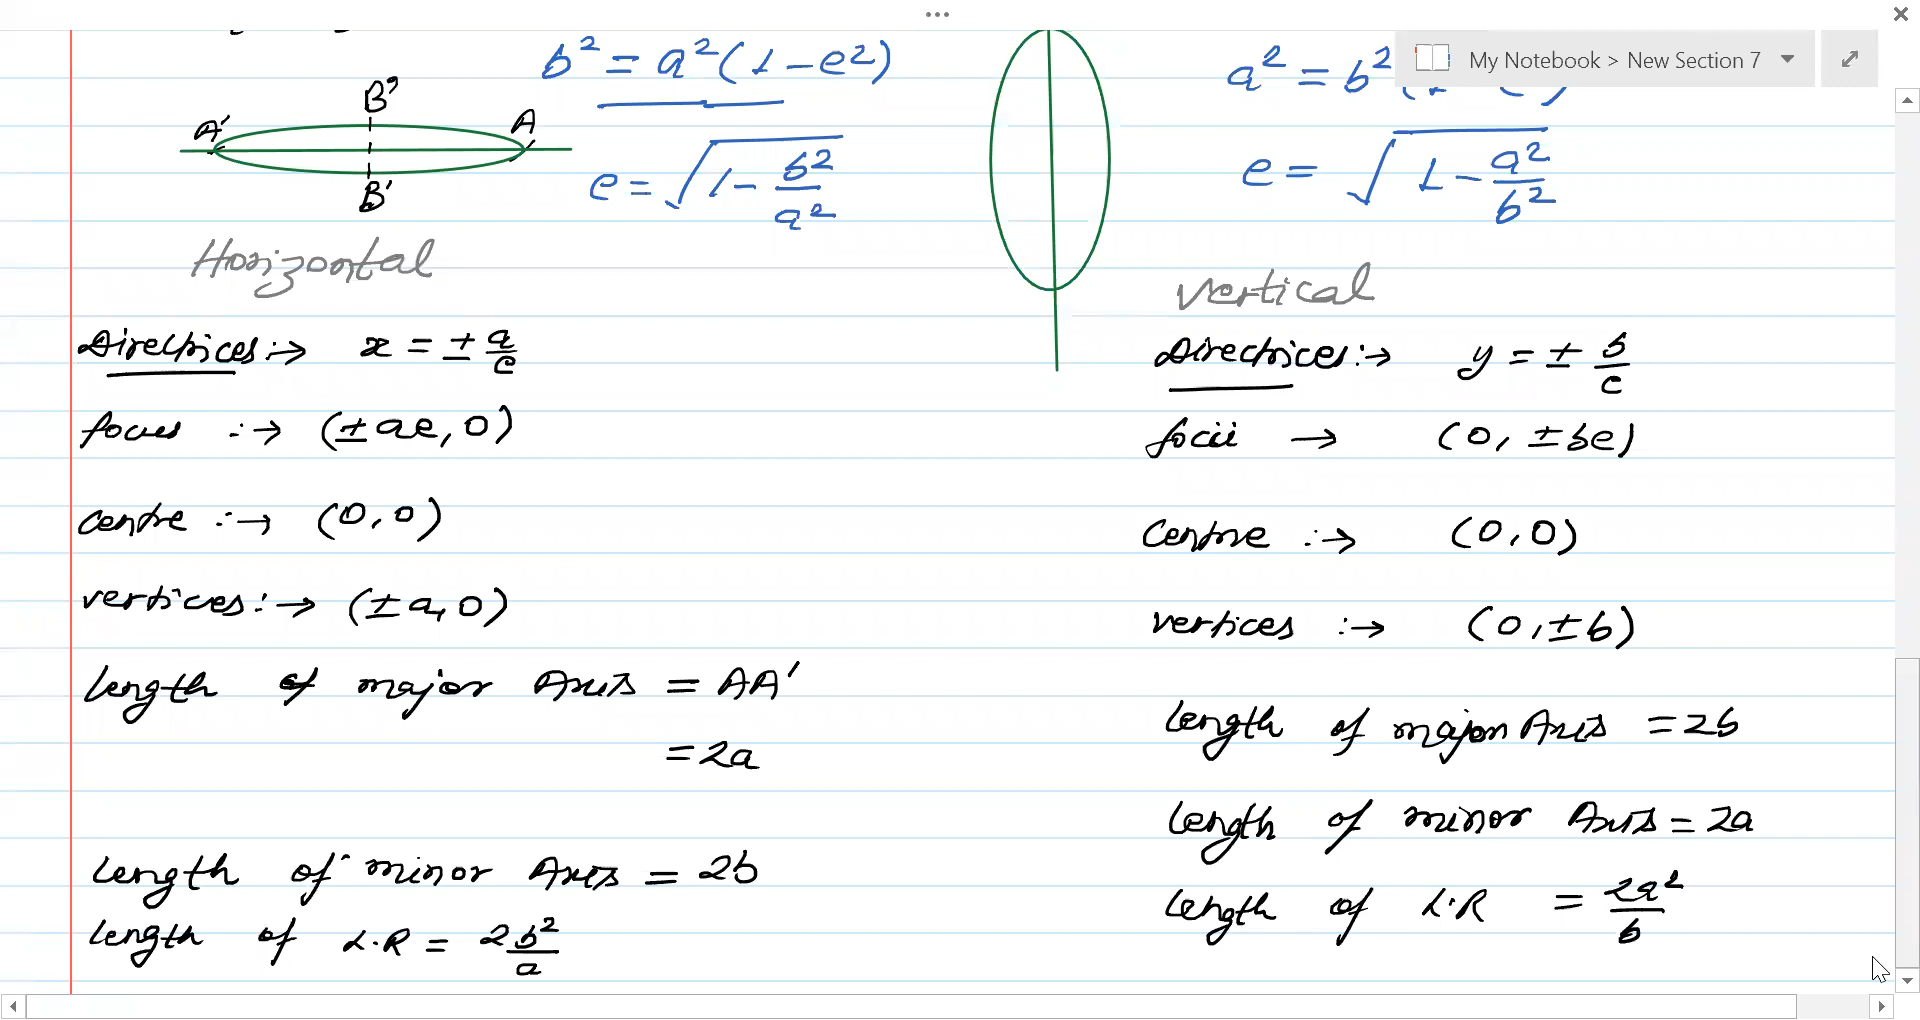 b² = a²(1-e²)
a² = b²
My Notebook > New Section 7
B'
A'
A
B'
e = √1 - b²/a²
e = √1 - a²/b²
Horizontal
Vertical
Directrices :→ x = ± a/e
focus :→ (±ae, 0)
centre :→ (0, 0)
vertices :→ (±a, 0)
length of major Axis = AA'
= 2a
length of minor Axis = 2b
length of L.R = 2b²/a
Directrices :→ y = ± b/e
focii → (0, ±be)
Centre :→ (0, 0)
vertices :→ (0, ±b)
length of major Axis = 2b
length of minor Axis = 2a
length of L.R = 2a²/b